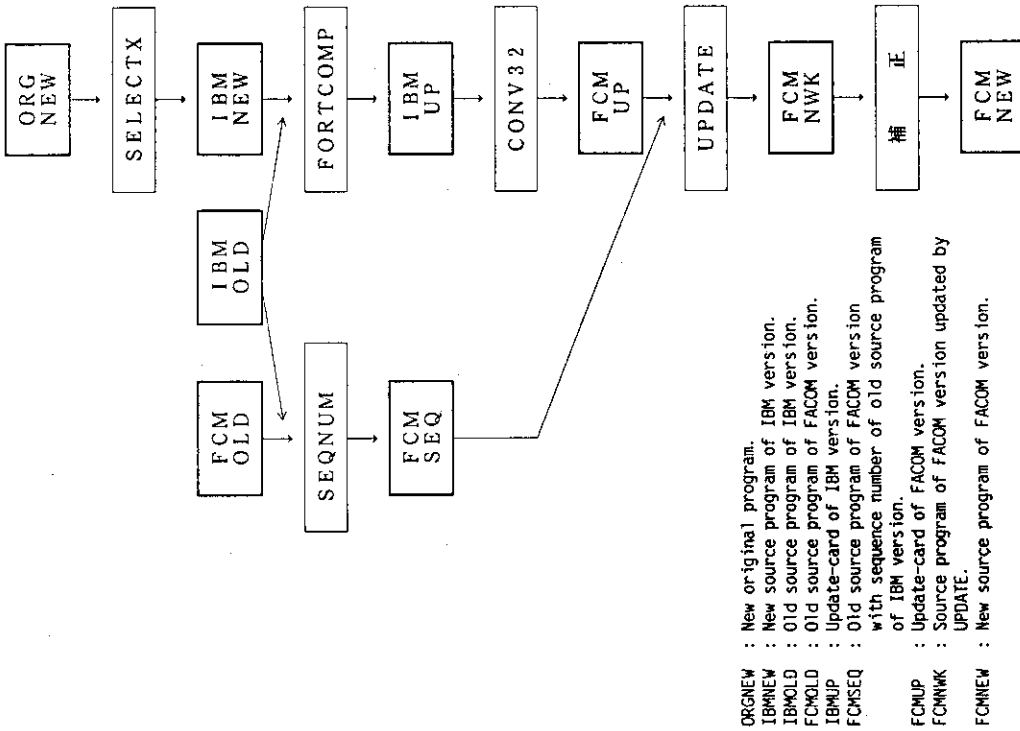 ORG
NEW
SELECTX
IBM
NEW
FORTCOMP
IBM
UP
CONV32
FCM
UP
UPDATE
FCM
NWK
補正
FCM
NEW
IBM
OLD
FCM
OLD
SEQNUM
FCM
SEQ
ORGNEW : New original program.
IBMNEW : New source program of IBM version.
IBMOLD : Old source program of IBM version.
FCMOLD : Old source program of FACOM version.
IBMUP : Update-card of IBM version.
FCMSEQ : Old source program of FACOM version
with sequence number of old source program
of IBM version.
FCMUP : Update-card of FACOM version.
FCMNWK : Source program of FACOM version updated by
UPDATE.
FCMNEW : New source program of FACOM version.